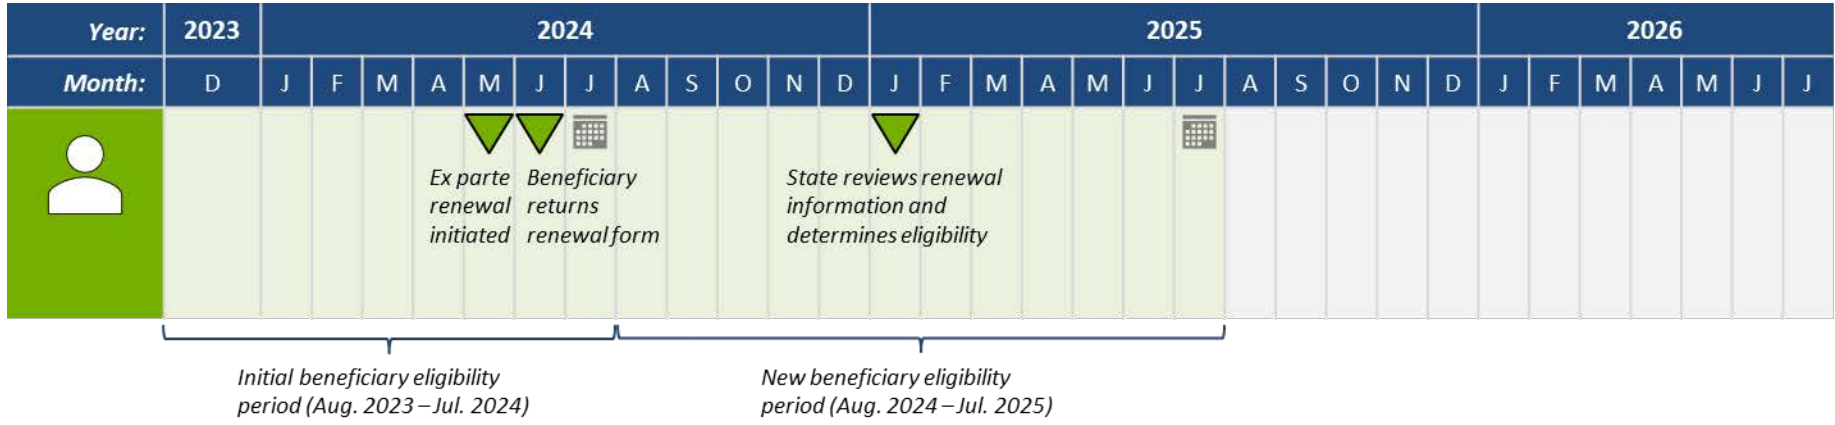 Year: 2023 2024 2025 2026
Month: D J F M A M J J A S O N D J F M A M J J A S O N D J F M A M J J
Ex parte
renewal
initiated
Beneficiary
returns
renewal form
State reviews renewal
information and
determines eligibility
Initial beneficiary eligibility
period (Aug. 2023 – Jul. 2024)
New beneficiary eligibility
period (Aug. 2024 – Jul. 2025)